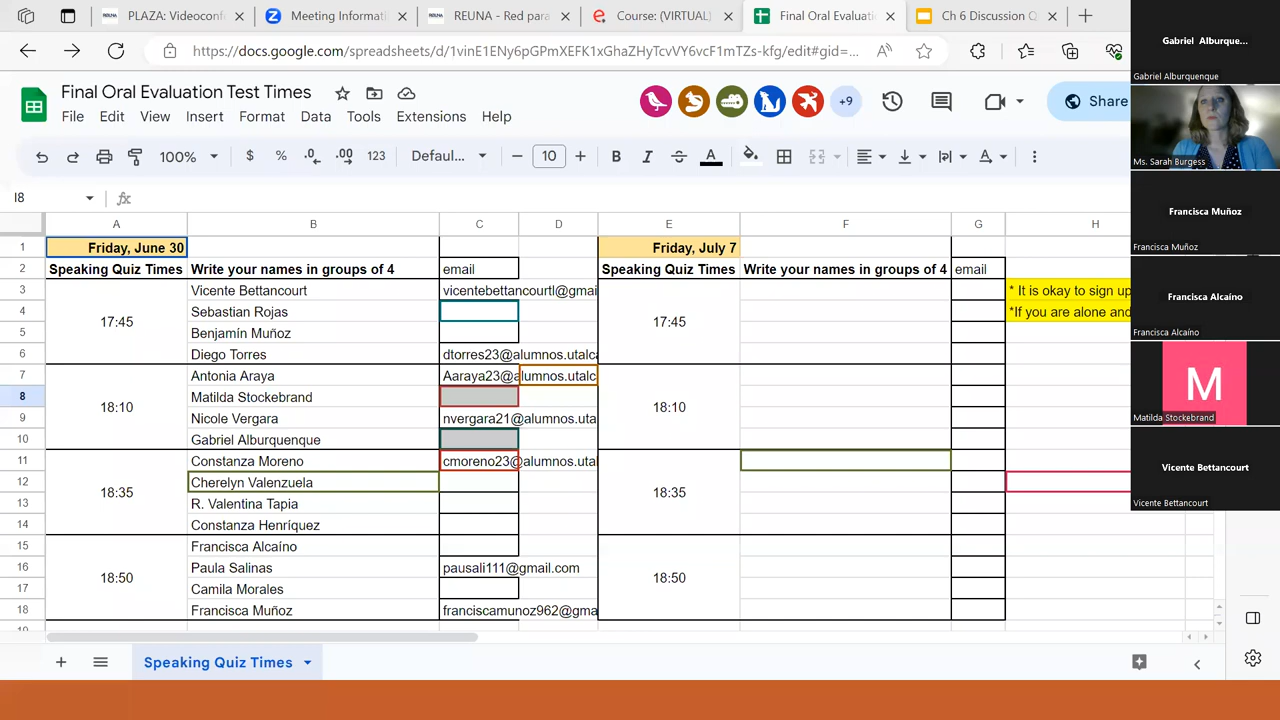 PLAZA: Videoconf
Meeting Informati
REUNA - Red para
Course: (VIRTUAL)
Final Oral Evaluatio
Ch 6 Discussion Q
https://docs.google.com/spreadsheets/d/1vinE1ENy6pGPmXEFK1xGhaZHyTcvVY6vcF1mTZs-kfg/edit#gid=...
Final Oral Evaluation Test Times
+9
Share
File Edit View Insert Format Data Tools Extensions Help
100% $ % .0 .00 123 Defaul... 10 B I A
I8
A B C D E F G H
1 Friday, June 30 Friday, July 7
2 Speaking Quiz Times Write your names in groups of 4 email Speaking Quiz Times Write your names in groups of 4 email
3 Vicente Bettancourt vicentebettancourtl@gmai * It is okay to sign up
4 Sebastian Rojas *If you are alone and
17:45 17:45
5 Benjamín Muñoz
6 Diego Torres dtorres23@alumnos.utalca
7 Antonia Araya Aaraya23@alumnos.utalc
8 Matilda Stockebrand
18:10 18:10
9 Nicole Vergara nvergara21@alumnos.uta
10 Gabriel Alburquenque
11 Constanza Moreno cmoreno23@alumnos.utal
12 Cherelyn Valenzuela
18:35 18:35
13 R. Valentina Tapia
14 Constanza Henríquez
15 Francisca Alcaíno
16 Paula Salinas pausali111@gmail.com
18:50 18:50
17 Camila Morales
18 Francisca Muñoz franciscamunoz962@gma
Speaking Quiz Times
Gabriel Alburque...
Gabriel Alburquenque
Ms. Sarah Burgess
Francisca Muñoz
Francisca Muñoz
Francisca Alcaíno
Francisca Alcaíno
M
Matilda Stockebrand
Vicente Bettancourt
Vicente Bettancourt